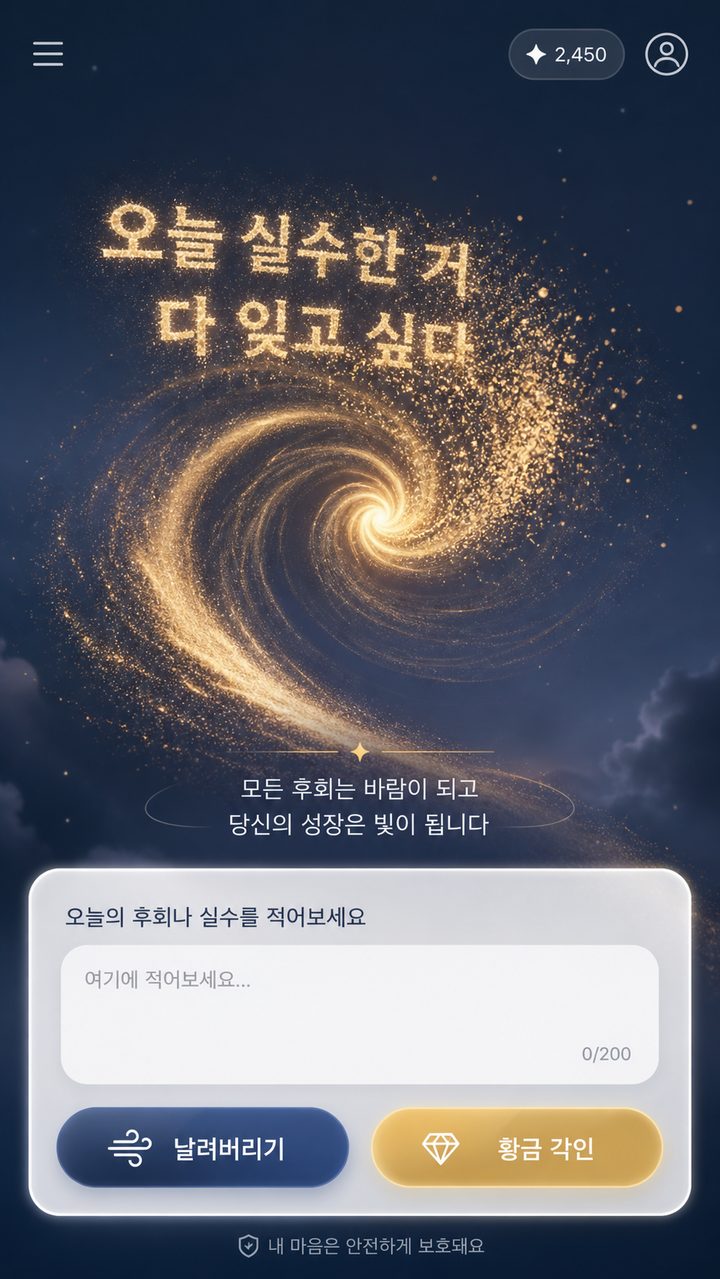 2,450
오늘 실수한 거
다 잊고 싶다
모든 후회는 바람이 되고
당신의 성장은 빛이 됩니다
오늘의 후회나 실수를 적어보세요
여기에 적어보세요...
0/200
날려버리기
황금 각인
내 마음은 안전하게 보호돼요